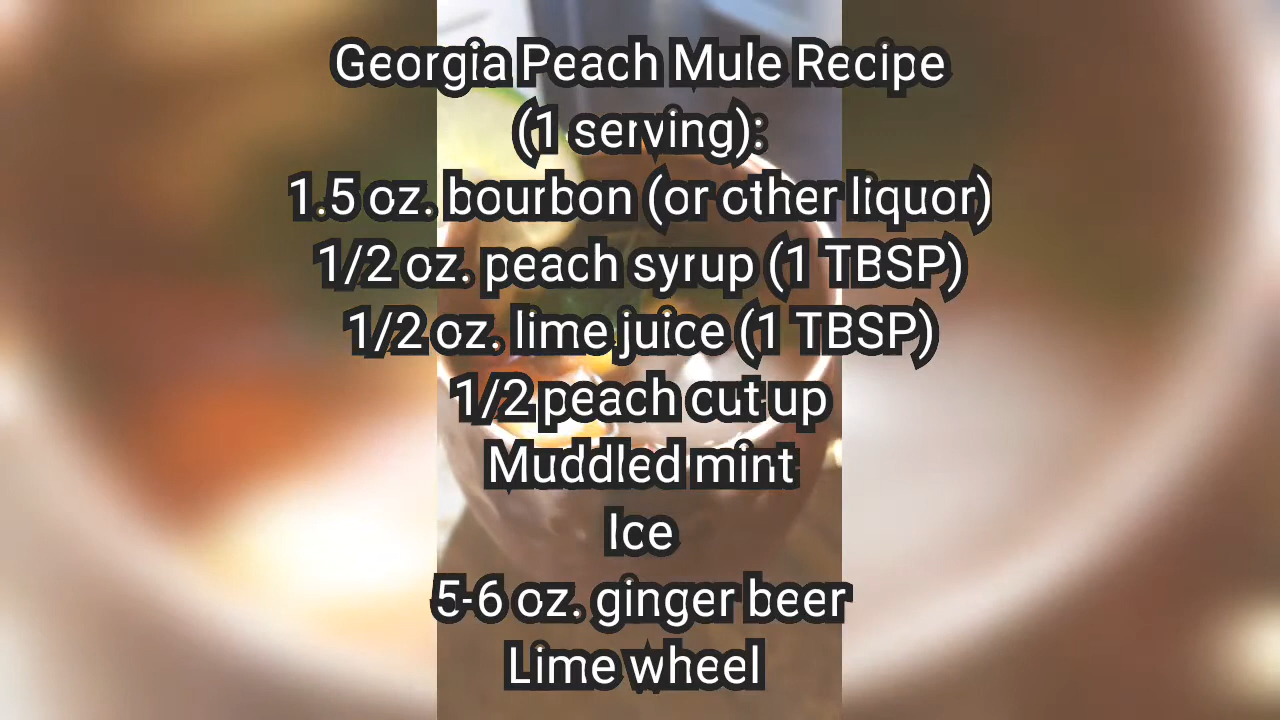 Georgia Peach Mule Recipe
(1 serving):
1.5 oz. bourbon (or other liquor)
1/2 oz. peach syrup (1 TBSP)
1/2 oz. lime juice (1 TBSP)
1/2 peach cut up
Muddled mint
Ice
5-6 oz. ginger beer
Lime wheel